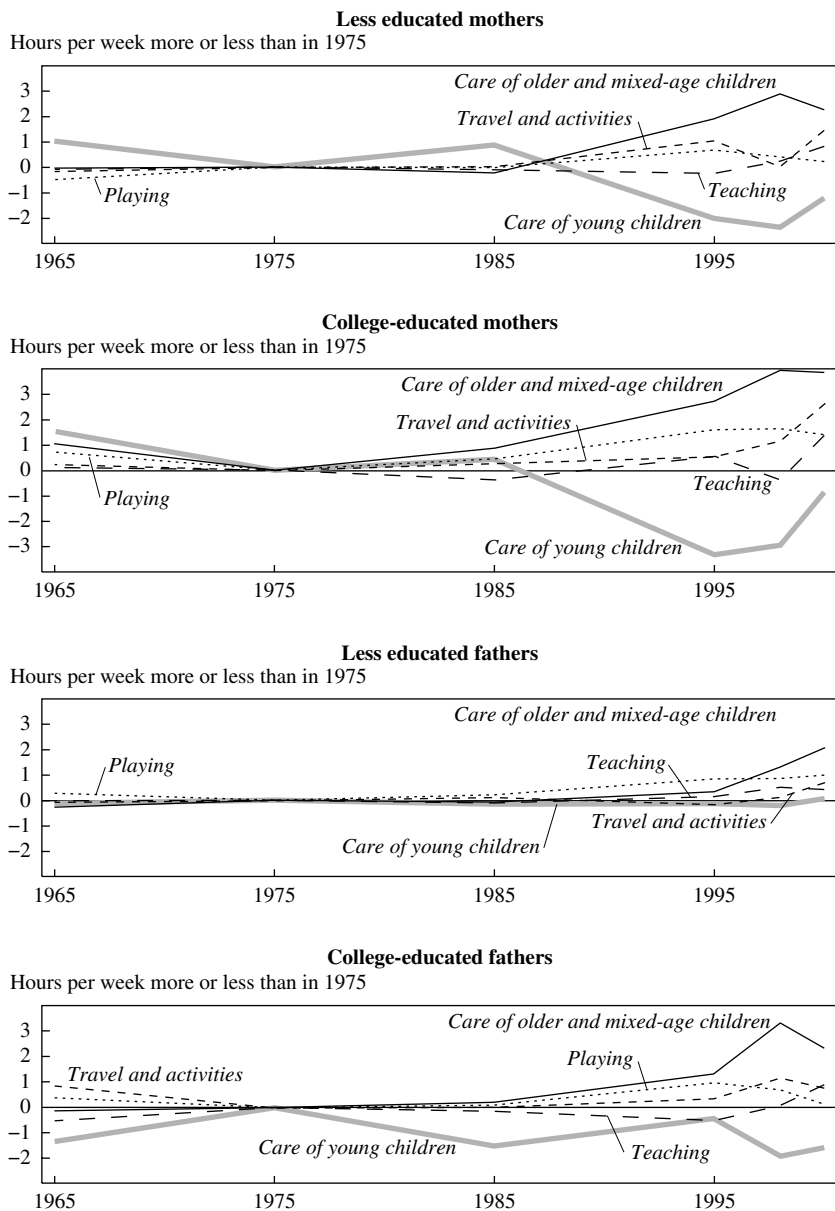 Less educated mothers
Hours per week more or less than in 1975
3
2
1
0
−1
−2
Care of older and mixed-age children
Travel and activities
Playing
Teaching
Care of young children
1965 1975 1985 1995
College-educated mothers
Hours per week more or less than in 1975
3
2
1
0
−1
−2
−3
Care of older and mixed-age children
Travel and activities
Playing
Teaching
Care of young children
1965 1975 1985 1995
Less educated fathers
Hours per week more or less than in 1975
3
2
1
0
−1
−2
Care of older and mixed-age children
Playing
Teaching
Travel and activities
Care of young children
1965 1975 1985 1995
College-educated fathers
Hours per week more or less than in 1975
3
2
1
0
−1
−2
Care of older and mixed-age children
Playing
Travel and activities
Care of young children
Teaching
1965 1975 1985 1995